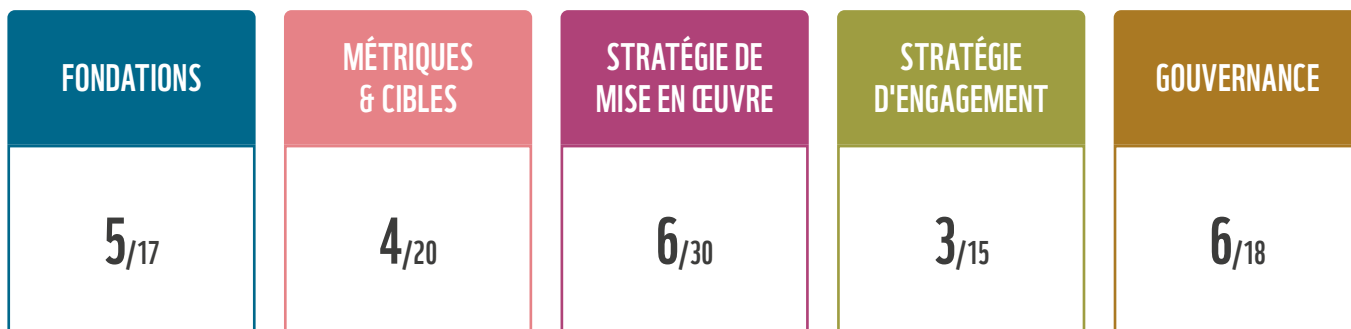 FONDATIONS
5/17
MÉTRIQUES
& CIBLES
4/20
STRATÉGIE DE
MISE EN ŒUVRE
6/30
STRATÉGIE
D'ENGAGEMENT
3/15
GOUVERNANCE
6/18